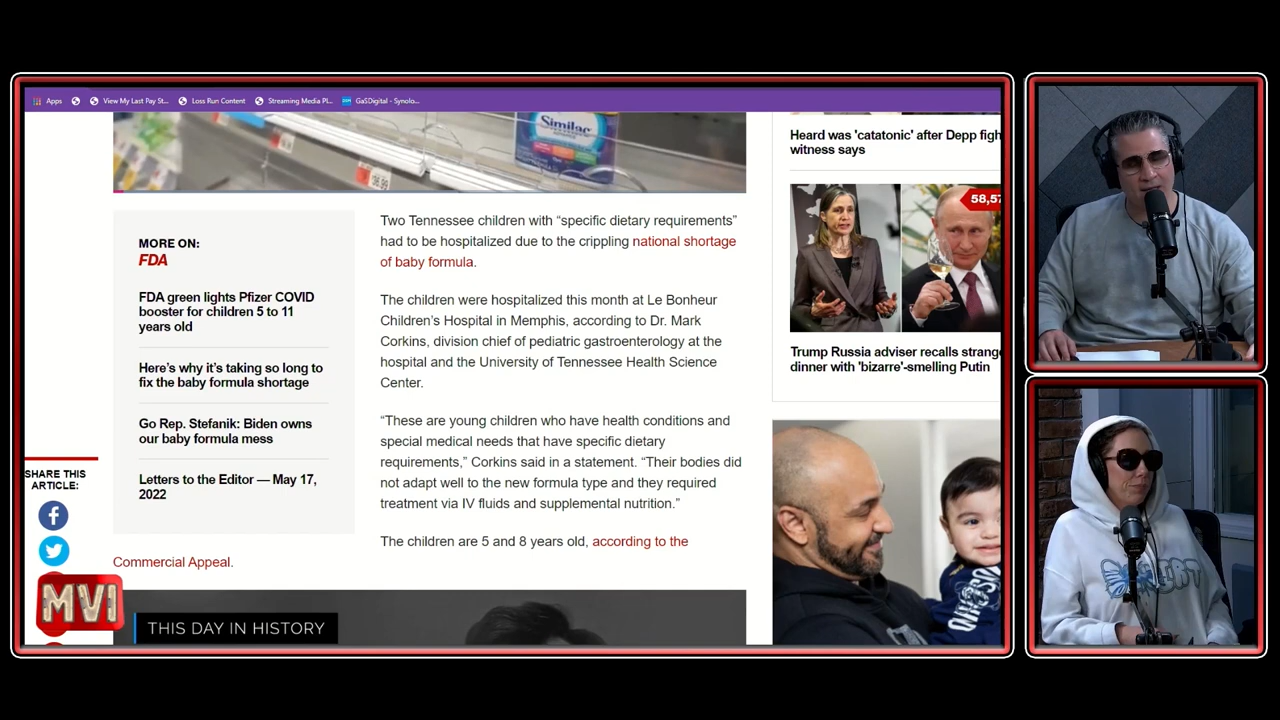 Apps
View My Last Pay St...
Loss Run Content
Streaming Media Pl...
GaSDigital - Synolo...
Similac
MORE ON:
FDA
FDA green lights Pfizer COVID
booster for children 5 to 11
years old
Here's why it's taking so long to
fix the baby formula shortage
Go Rep. Stefanik: Biden owns
our baby formula mess
Letters to the Editor — May 17,
2022
SHARE THIS
ARTICLE:
Two Tennessee children with “specific dietary requirements”
had to be hospitalized due to the crippling national shortage
of baby formula.
The children were hospitalized this month at Le Bonheur
Children’s Hospital in Memphis, according to Dr. Mark
Corkins, division chief of pediatric gastroenterology at the
hospital and the University of Tennessee Health Science
Center.
“These are young children who have health conditions and
special medical needs that have specific dietary
requirements,” Corkins said in a statement. “Their bodies did
not adapt well to the new formula type and they required
treatment via IV fluids and supplemental nutrition.”
The children are 5 and 8 years old, according to the
Commercial Appeal.
MVI
THIS DAY IN HISTORY
Heard was 'catatonic' after Depp figh
witness says
58,57
Trump Russia adviser recalls strange
dinner with 'bizarre'-smelling Putin